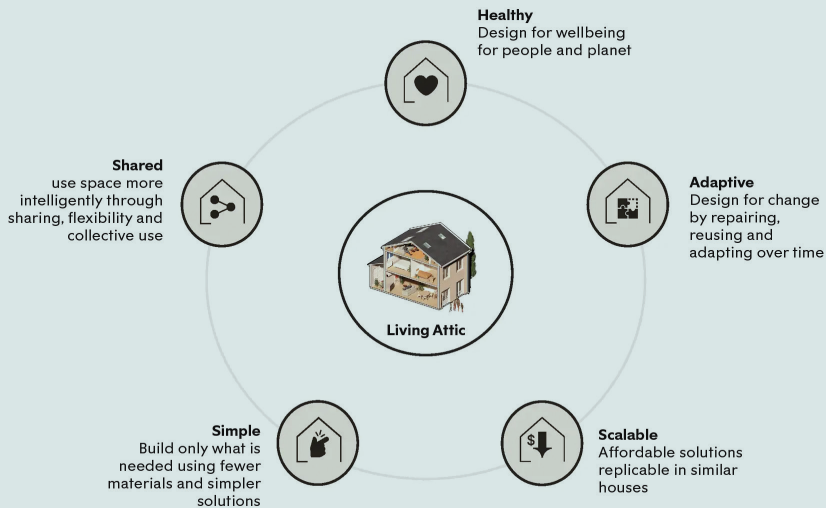 Healthy
Design for wellbeing
for people and planet
Shared
use space more
intelligently through
sharing, flexibility and
collective use
Adaptive
Design for change
by repairing,
reusing and
adapting over time
Living Attic
Simple
Build only what is
needed using fewer
materials and simpler
solutions
$
Scalable
Affordable solutions
replicable in similar
houses